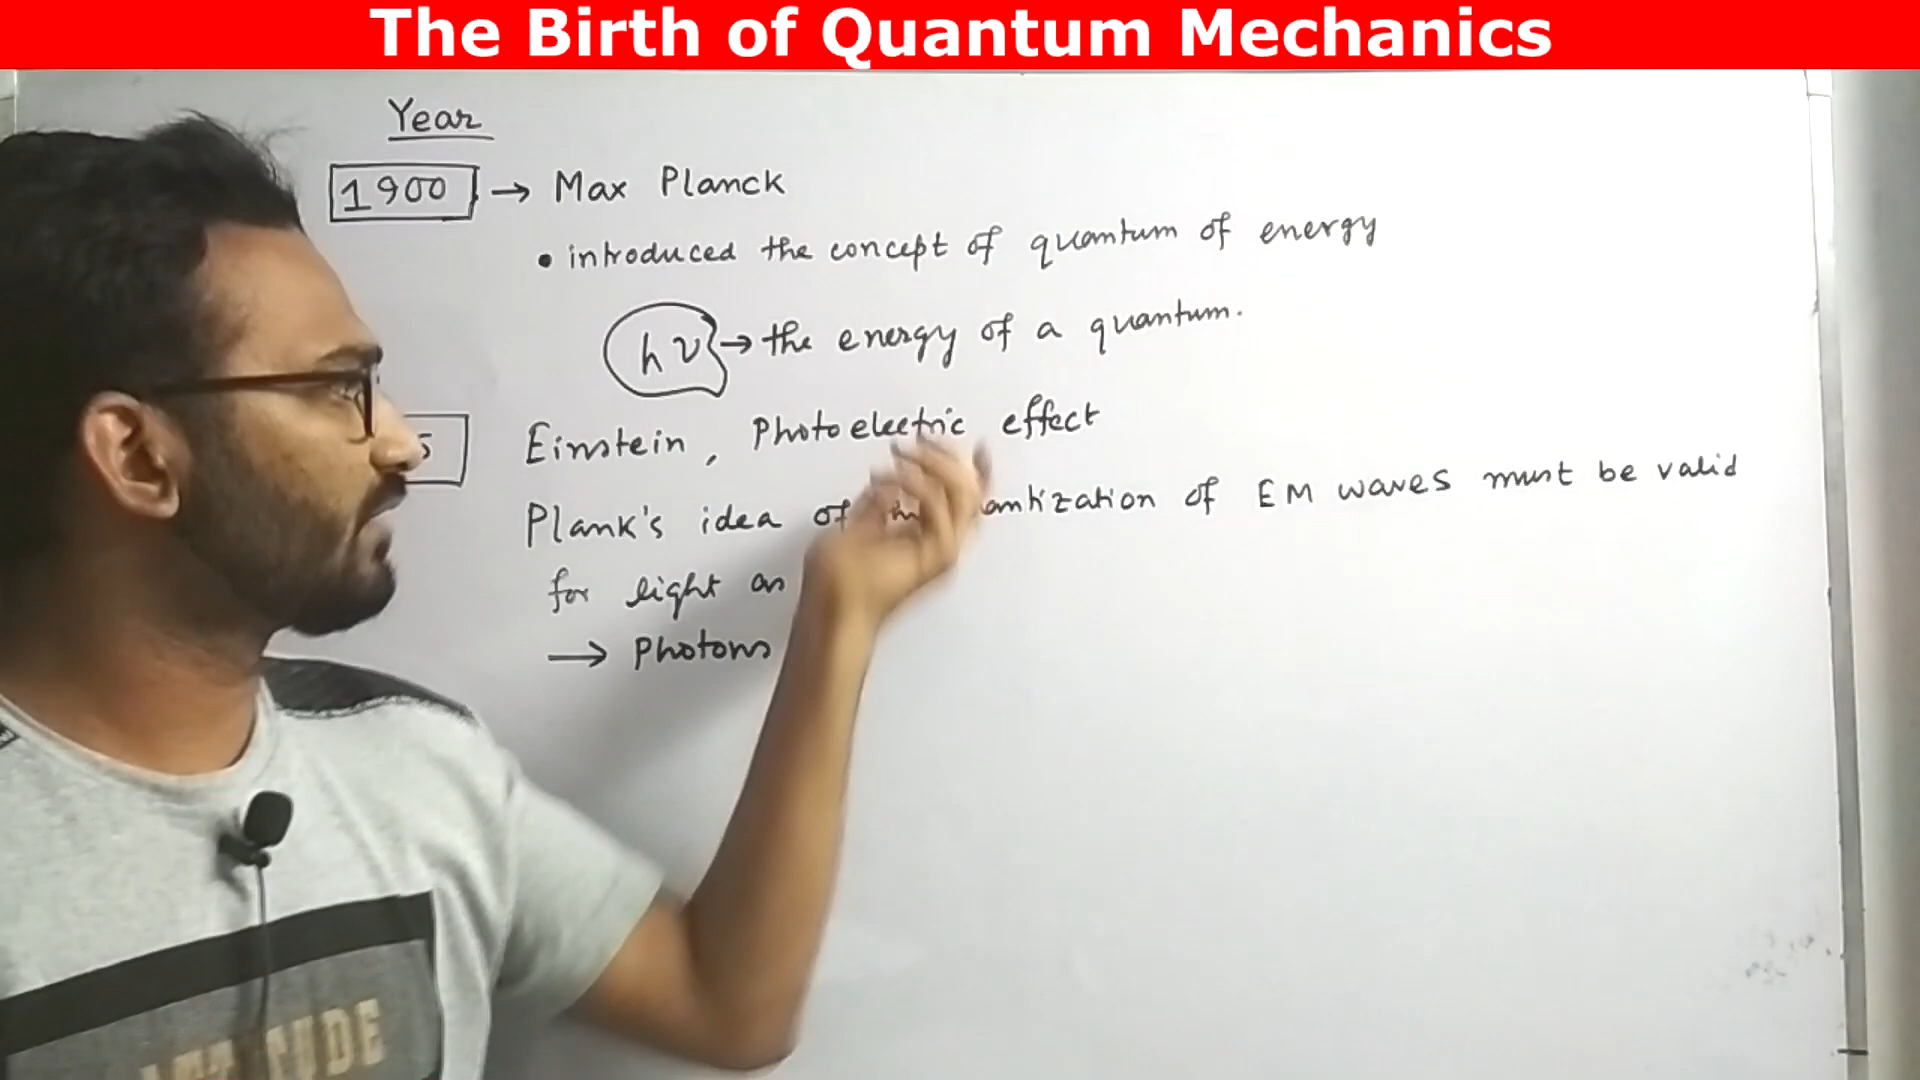 The Birth of Quantum Mechanics
Year
1900 → Max Planck
• introduced the concept of quantum of energy
hν → the energy of a quantum.
5 Einstein, Photoelectric effect
Plank's idea of of EM waves must be valid
for light as
→ Photons